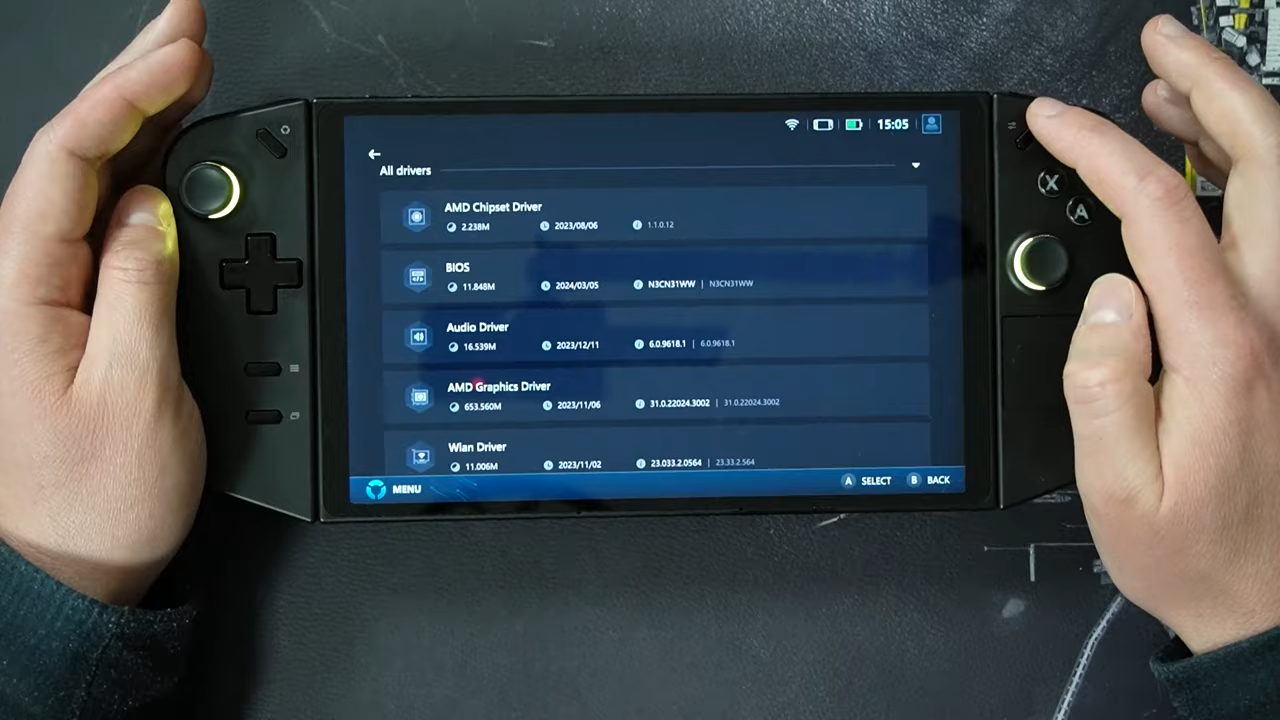 15:05
All drivers
AMD Chipset Driver
2.238M 2023/08/06 1.1.0.12
BIOS
11.848M 2024/03/05 N3CN31WW | N3CN31WW
Audio Driver
16.539M 2023/12/11 6.0.9618.1 | 6.0.9618.1
AMD Graphics Driver
653.560M 2023/11/06 31.0.22024.3002 | 31.0.22024.3002
Wlan Driver
11.006M 2023/11/02 23.033.2.0564 | 23.33.2.564
MENU A SELECT B BACK
X
A